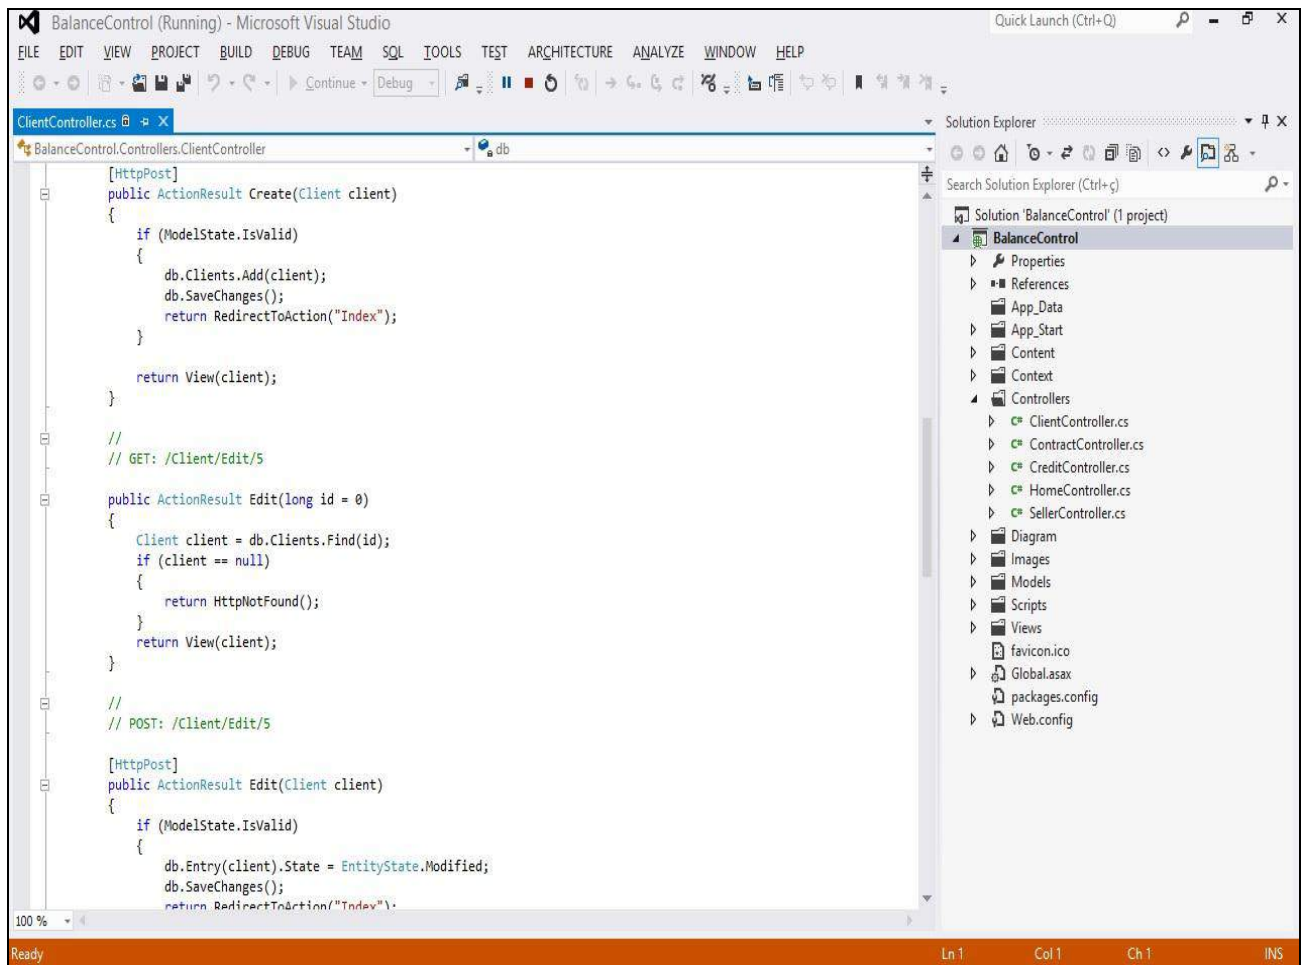 BalanceControl (Running) - Microsoft Visual Studio
Quick Launch (Ctrl+Q)
FILE EDIT VIEW PROJECT BUILD DEBUG TEAM SQL TOOLS TEST ARCHITECTURE ANALYZE WINDOW HELP
Continue Debug
ClientController.cs
BalanceControl.Controllers.ClientController
db
[HttpPost]
public ActionResult Create(Client client)
{
if (ModelState.IsValid)
{
db.Clients.Add(client);
db.SaveChanges();
return RedirectToAction("Index");
}
return View(client);
}
//
// GET: /Client/Edit/5
public ActionResult Edit(long id = 0)
{
Client client = db.Clients.Find(id);
if (client == null)
{
return HttpNotFound();
}
return View(client);
}
//
// POST: /Client/Edit/5
[HttpPost]
public ActionResult Edit(Client client)
{
if (ModelState.IsValid)
{
db.Entry(client).State = EntityState.Modified;
db.SaveChanges();
return RedirectToAction("Index");
100 %
Solution Explorer
Search Solution Explorer (Ctrl+ç)
Solution 'BalanceControl' (1 project)
BalanceControl
Properties
References
App_Data
App_Start
Content
Context
Controllers
C# ClientController.cs
C# ContractController.cs
C# CreditController.cs
C# HomeController.cs
C# SellerController.cs
Diagram
Images
Models
Scripts
Views
favicon.ico
Global.asax
packages.config
Web.config
Ready
Ln 1 Col 1 Ch 1 INS